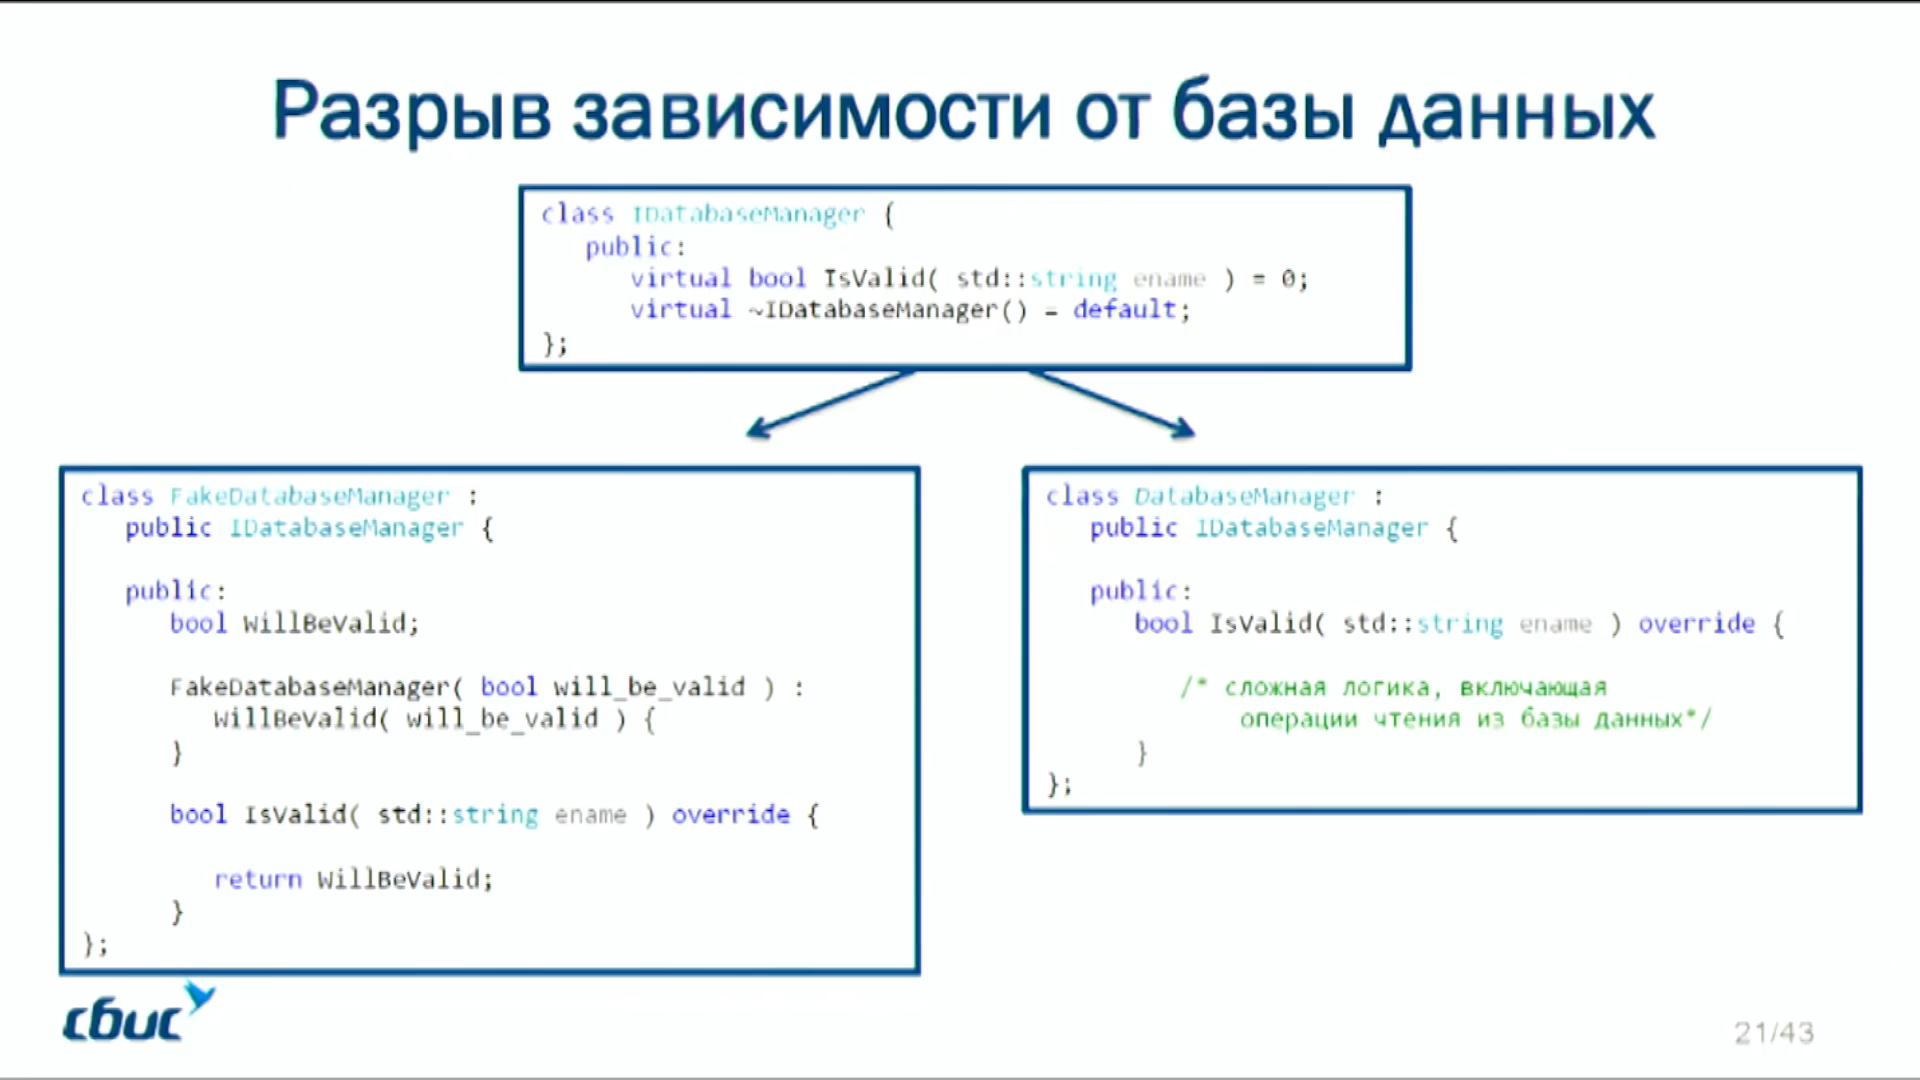 Разрыв зависимости от базы данных
class IDatabaseManager {
public:
virtual bool IsValid( std::string ename ) = 0;
virtual ~IDatabaseManager() = default;
};
class FakeDatabaseManager :
public IDatabaseManager {
public:
bool WillBeValid;
FakeDatabaseManager( bool will_be_valid ) :
WillBeValid( will_be_valid ) {
}
bool IsValid( std::string ename ) override {
return WillBeValid;
}
};
class DatabaseManager :
public IDatabaseManager {
public:
bool IsValid( std::string ename ) override {
/* сложная логика, включающая
операции чтения из базы данных*/
}
};
сбис
21/43